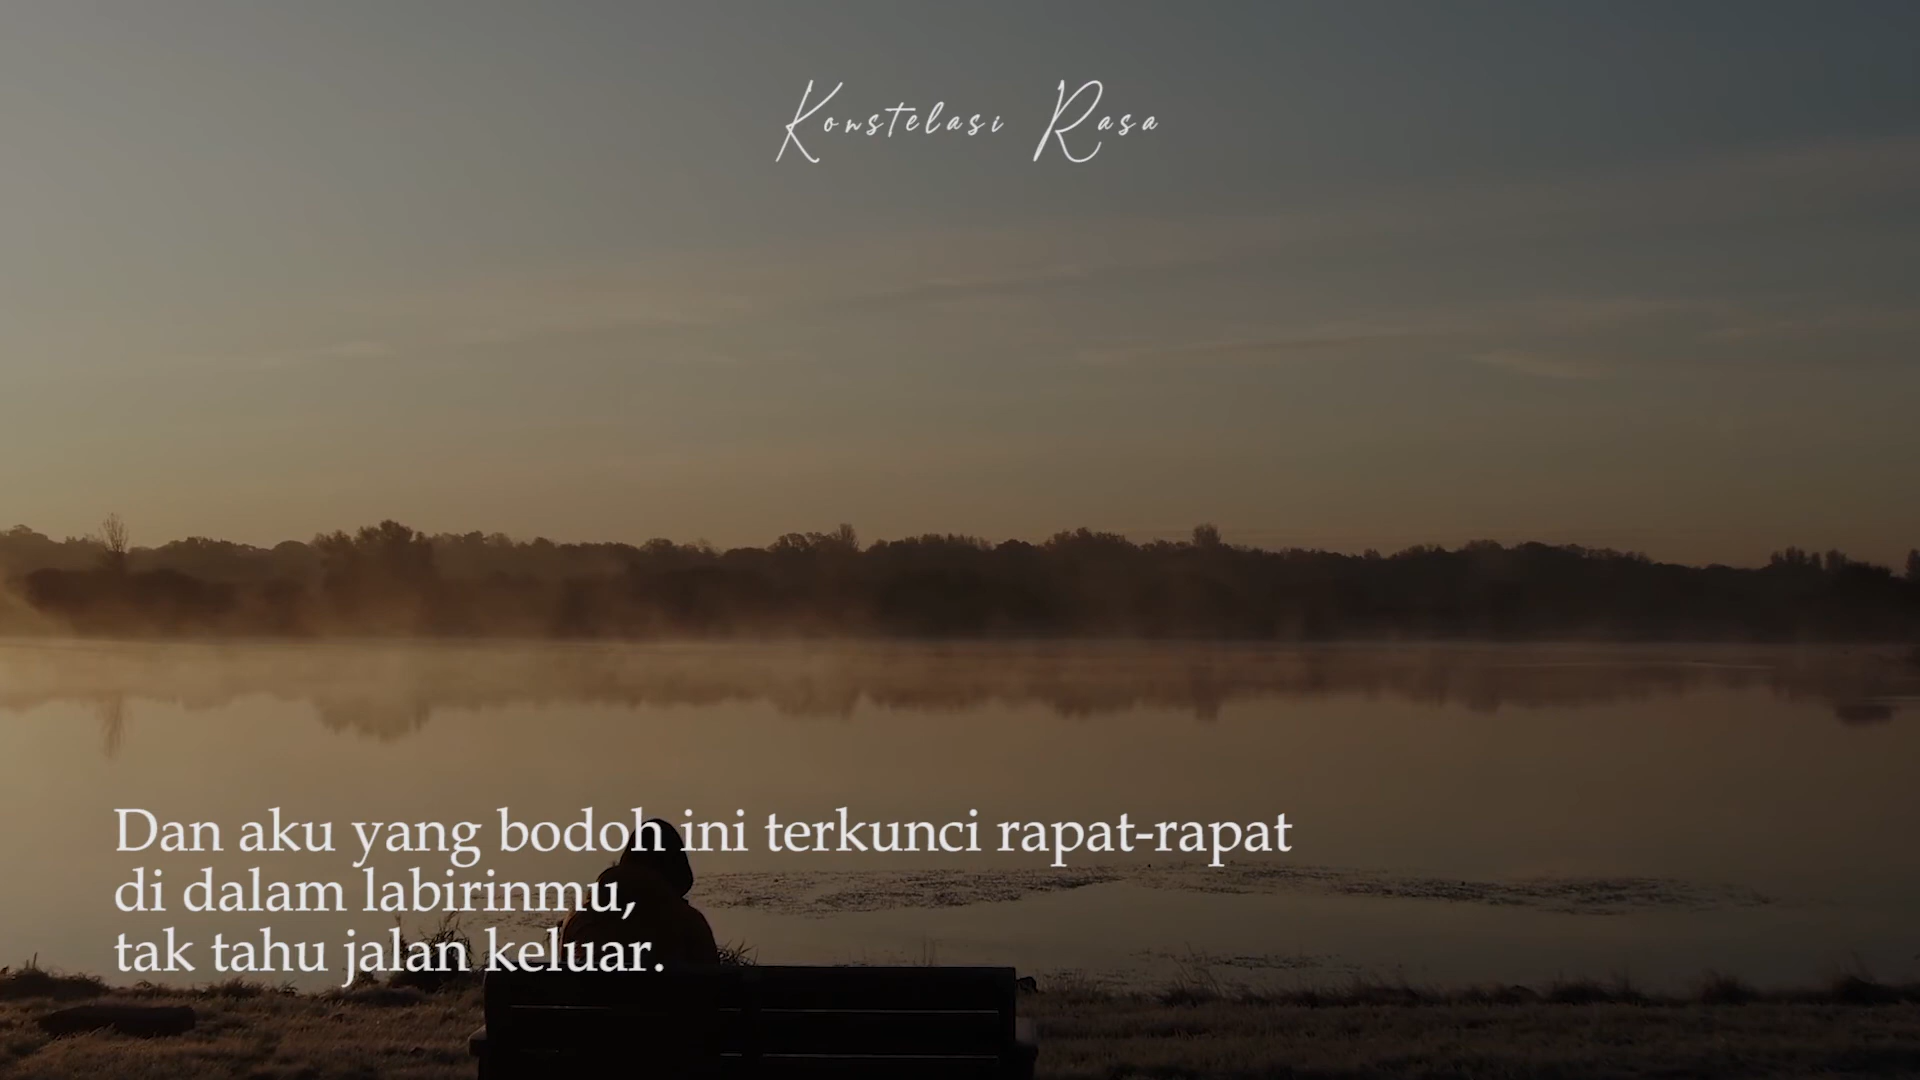 Konstelasi Rasa
Dan aku yang bodoh ini terkunci rapat-rapat
di dalam labirinmu,
tak tahu jalan keluar.